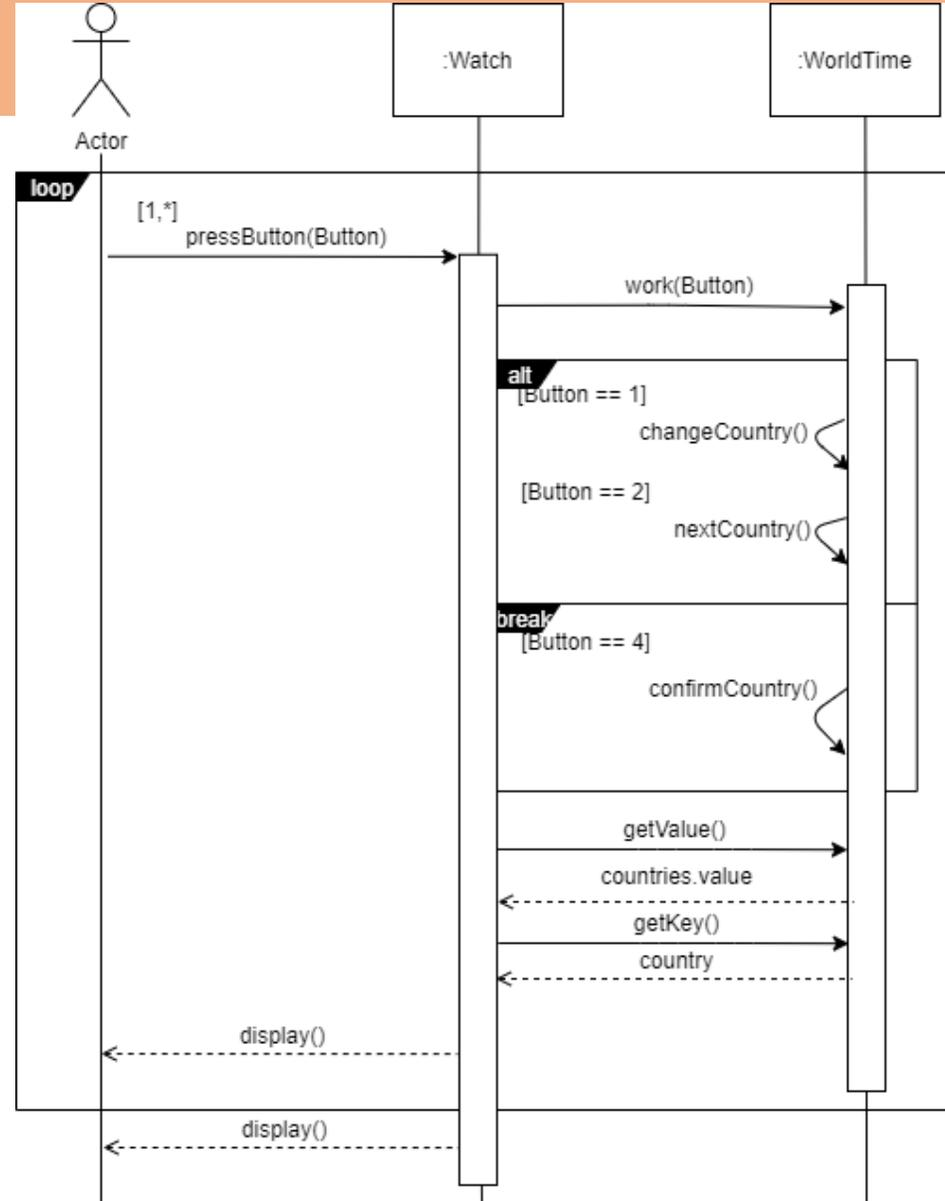 :Watch
:WorldTime
Actor
loop
[1,*]
pressButton(Button)
work(Button)
alt
[Button == 1]
changeCountry()
[Button == 2]
nextCountry()
break
[Button == 4]
confirmCountry()
getValue()
countries.value
getKey()
country
display()
display()